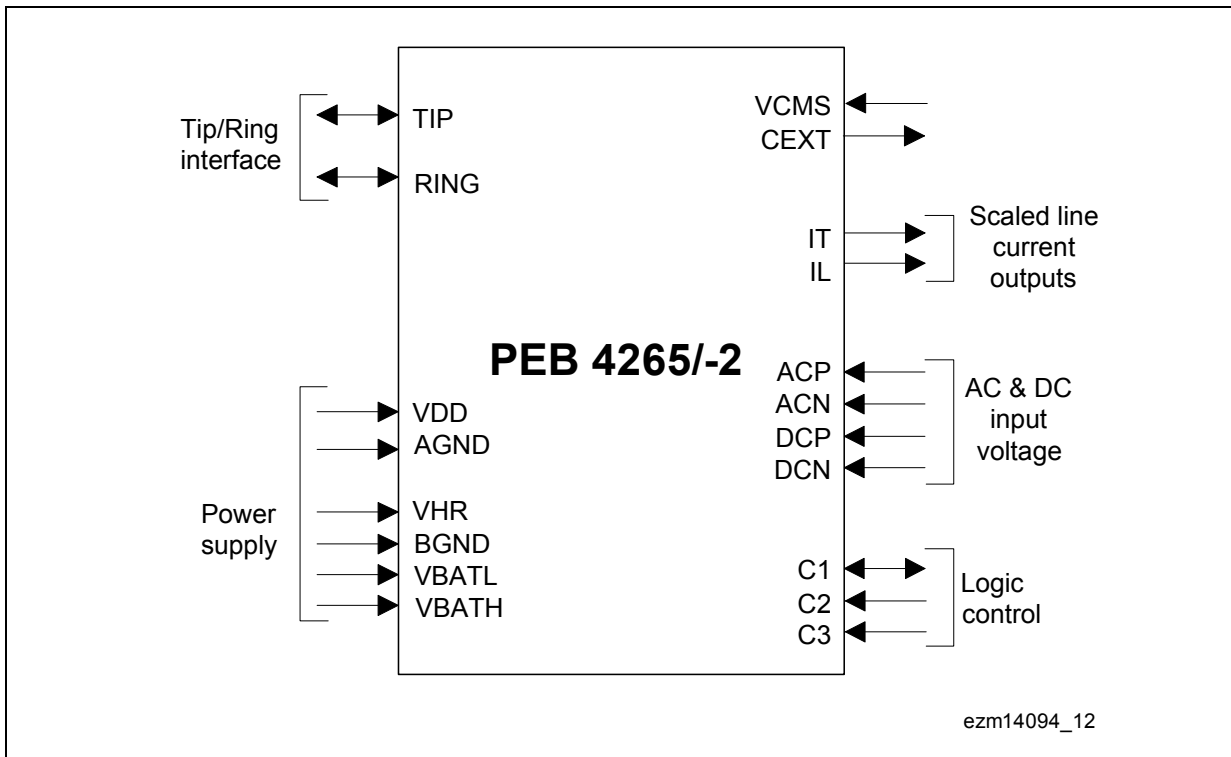 Tip/Ring
interface
TIP
RING
Power
supply
VDD
AGND
VHR
BGND
VBATL
VBATH
PEB 4265/-2
VCMS
CEXT
IT
IL
Scaled line
current
outputs
ACP
ACN
DCP
DCN
AC & DC
input
voltage
C1
C2
C3
Logic
control
ezm14094_12